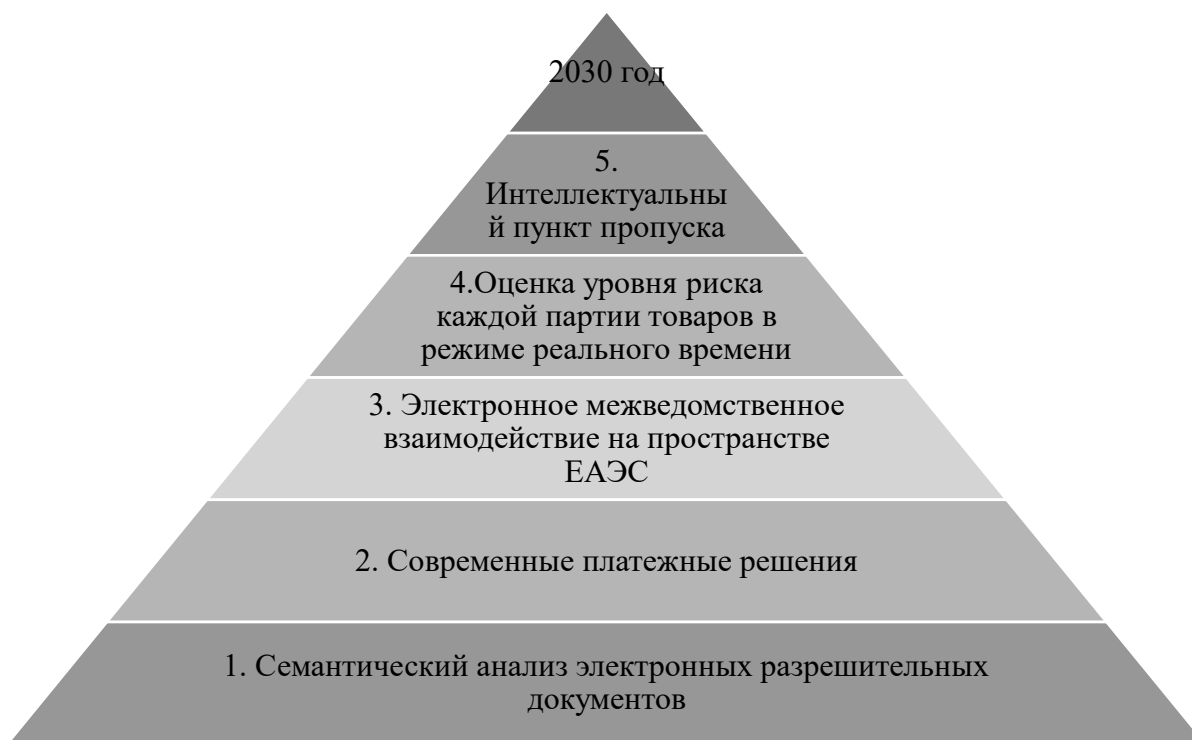 2030 год
5.
Интеллектуальны
й пункт пропуска
4.Оценка уровня риска
каждой партии товаров в
режиме реального времени
3. Электронное межведомственное
взаимодействие на пространстве
ЕАЭС
2. Современные платежные решения
1. Семантический анализ электронных разрешительных
документов